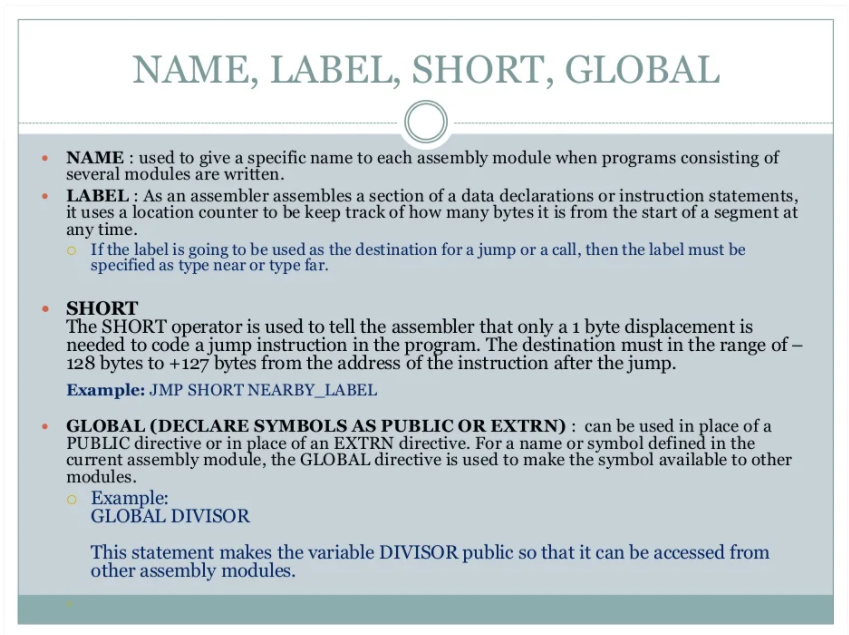 NAME, LABEL, SHORT, GLOBAL
• NAME : used to give a specific name to each assembly module when programs consisting of
several modules are written.
• LABEL : As an assembler assembles a section of a data declarations or instruction statements,
it uses a location counter to be keep track of how many bytes it is from the start of a segment at
any time.
○ If the label is going to be used as the destination for a jump or a call, then the label must be
specified as type near or type far.
• SHORT
The SHORT operator is used to tell the assembler that only a 1 byte displacement is
needed to code a jump instruction in the program. The destination must in the range of –
128 bytes to +127 bytes from the address of the instruction after the jump.
Example: JMP SHORT NEARBY_LABEL
• GLOBAL (DECLARE SYMBOLS AS PUBLIC OR EXTRN) : can be used in place of a
PUBLIC directive or in place of an EXTRN directive. For a name or symbol defined in the
current assembly module, the GLOBAL directive is used to make the symbol available to other
modules.
○ Example:
GLOBAL DIVISOR
This statement makes the variable DIVISOR public so that it can be accessed from
other assembly modules.